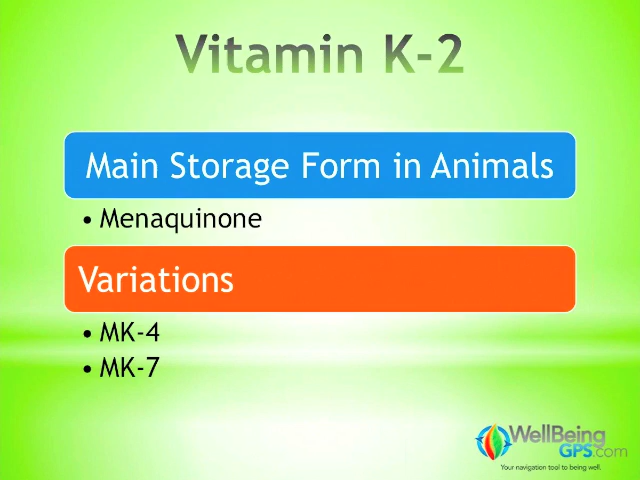 Vitamin K-2
Main Storage Form in Animals
• Menaquinone
Variations
• MK-4
• MK-7
WellBeing
GPS.com
Your navigation tool to being well.